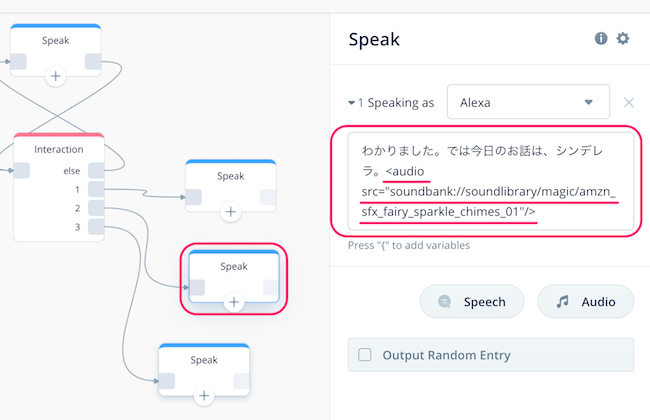 Speak
Interaction
else
1
2
3
Speak
Speak
Speak
Speak
1 Speaking as
Alexa
わかりました。では今日のお話は、シンデレ
ラ。<audio
src="soundbank://soundlibrary/magic/amzn_
sfx_fairy_sparkle_chimes_01"/>
Press "{" to add variables
Speech
Audio
Output Random Entry